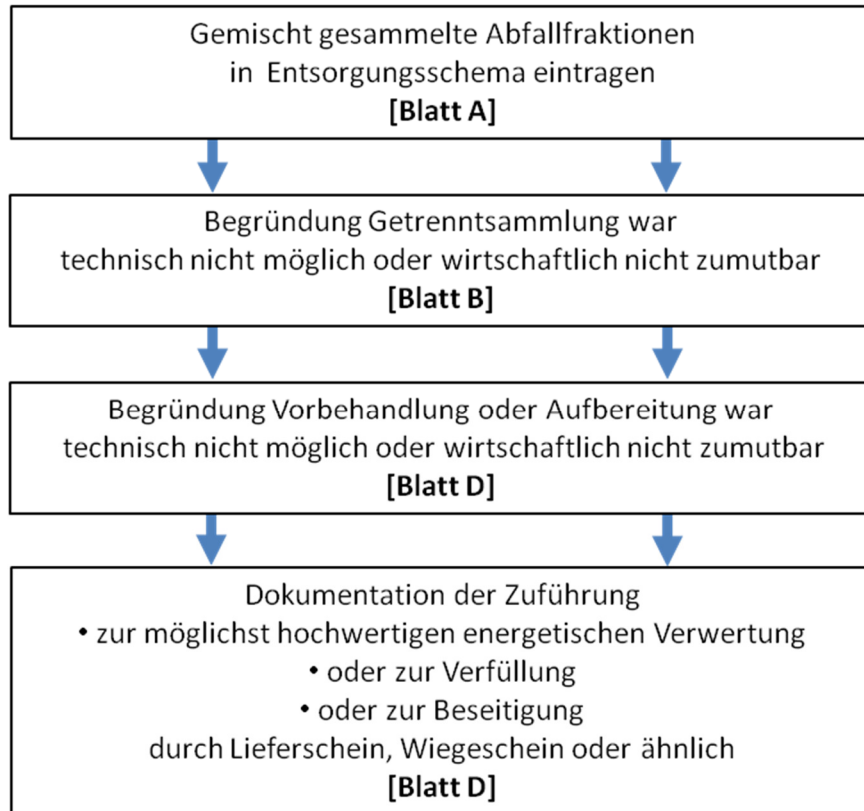 Gemischt gesammelte Abfallfraktionen
in Entsorgungsschema eintragen
[Blatt A]
Begründung Getrenntsammlung war
technisch nicht möglich oder wirtschaftlich nicht zumutbar
[Blatt B]
Begründung Vorbehandlung oder Aufbereitung war
technisch nicht möglich oder wirtschaftlich nicht zumutbar
[Blatt D]
Dokumentation der Zuführung
• zur möglichst hochwertigen energetischen Verwertung
• oder zur Verfüllung
• oder zur Beseitigung
durch Lieferschein, Wiegeschein oder ähnlich
[Blatt D]